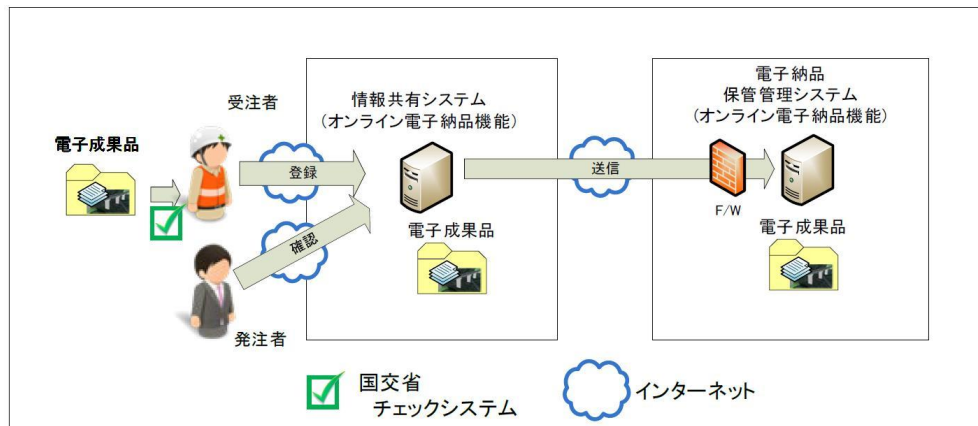 受注者
電子成果品
発注者
登録
確認
情報共有システム
(オンライン電子納品機能)
電子成果品
送信
電子納品
保管管理システム
(オンライン電子納品機能)
F/W
電子成果品
国交省
チェックシステム
インターネット